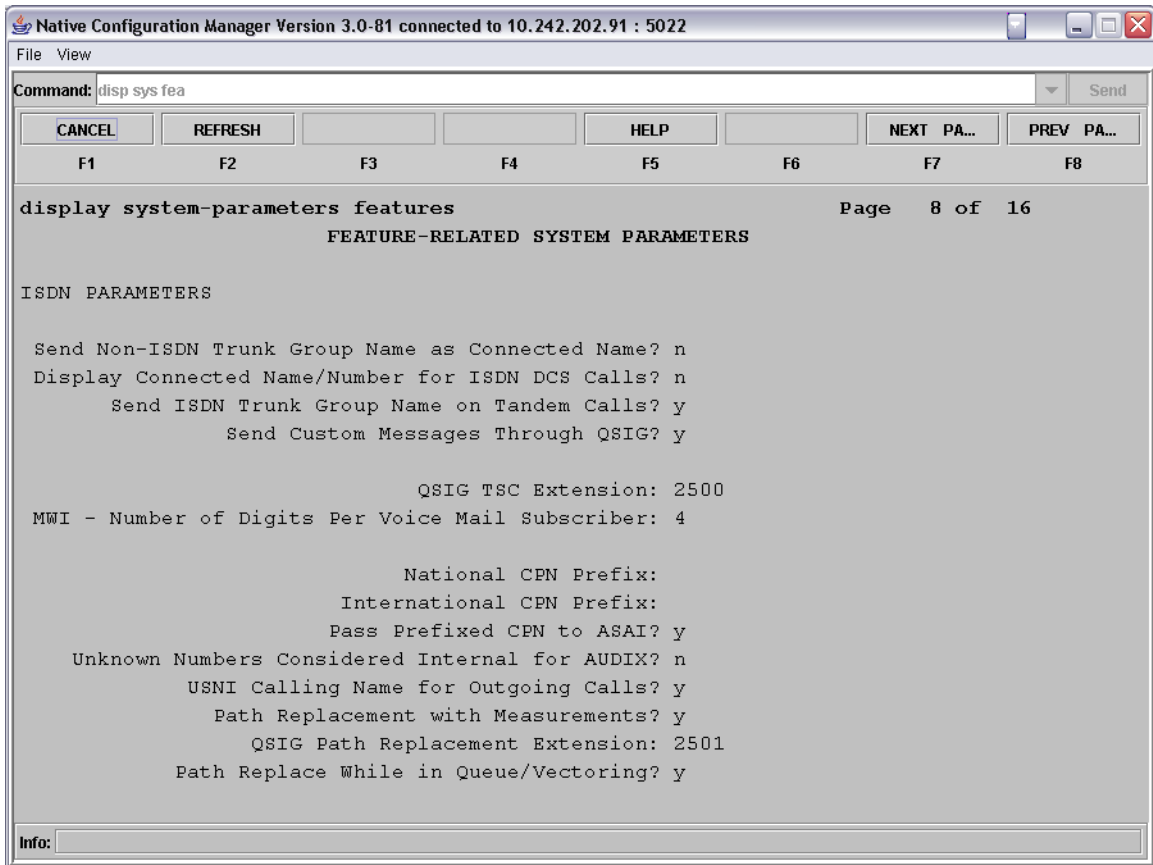 Native Configuration Manager Version 3.0-81 connected to 10.242.202.91 : 5022
File View
Command: disp sys fea Send
CANCEL REFRESH HELP NEXT PA... PREV PA...
F1 F2 F3 F4 F5 F6 F7 F8
display system-parameters features Page 8 of 16
FEATURE-RELATED SYSTEM PARAMETERS
ISDN PARAMETERS
Send Non-ISDN Trunk Group Name as Connected Name? n
Display Connected Name/Number for ISDN DCS Calls? n
Send ISDN Trunk Group Name on Tandem Calls? y
Send Custom Messages Through QSIG? y
QSIG TSC Extension: 2500
MWI - Number of Digits Per Voice Mail Subscriber: 4
National CPN Prefix:
International CPN Prefix:
Pass Prefixed CPN to ASAI? y
Unknown Numbers Considered Internal for AUDIX? n
USNI Calling Name for Outgoing Calls? y
Path Replacement with Measurements? y
QSIG Path Replacement Extension: 2501
Path Replace While in Queue/Vectoring? y
Info: